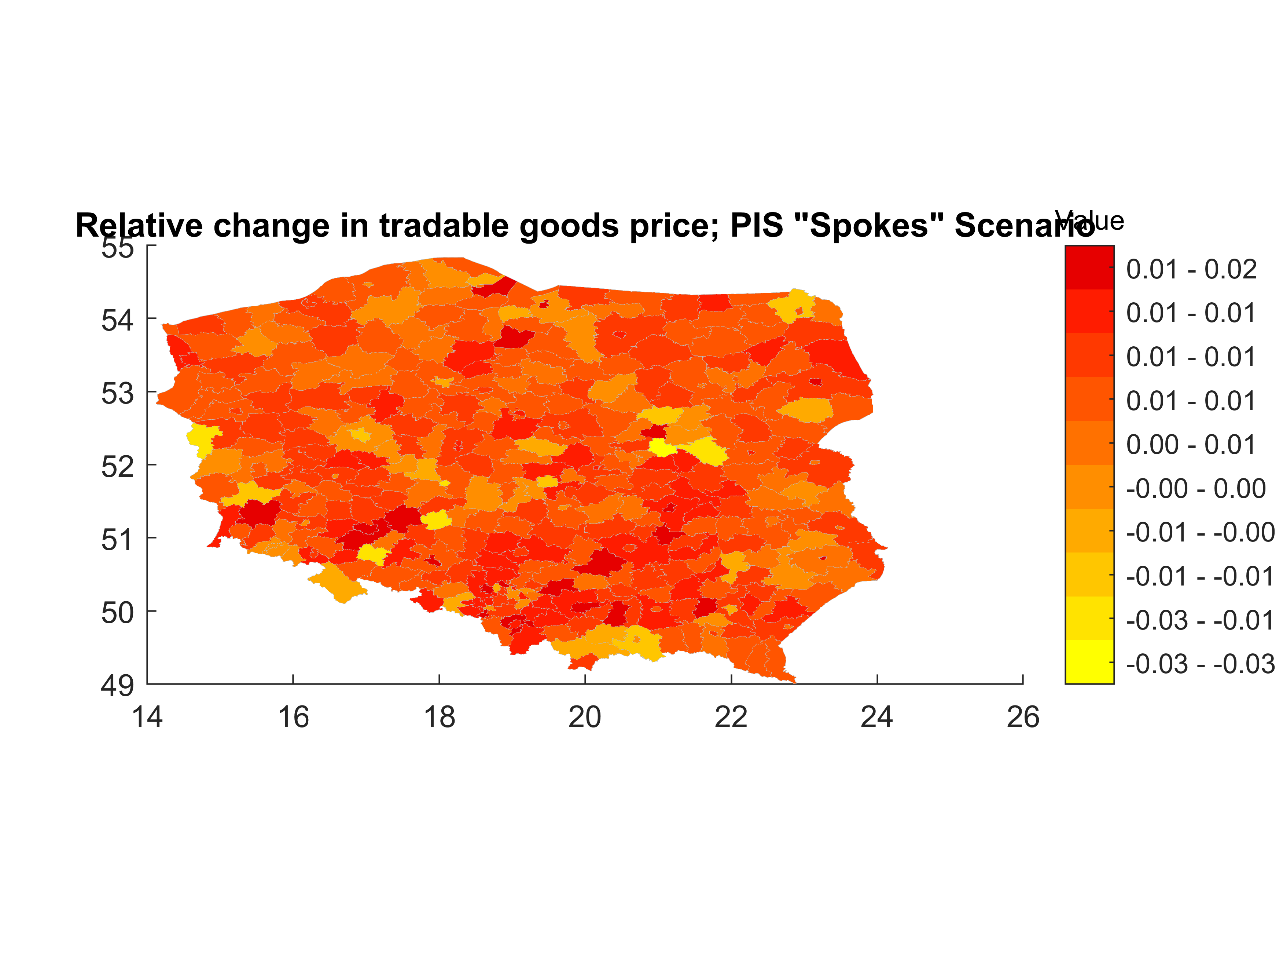 Relative change in tradable goods price; PIS "Spokes" Scenario
Value
55
54
53
52
51
50
49
14
16
18
20
22
24
26
0.01 - 0.02
0.01 - 0.01
0.01 - 0.01
0.01 - 0.01
0.00 - 0.01
-0.00 - 0.00
-0.01 - -0.00
-0.01 - -0.01
-0.03 - -0.01
-0.03 - -0.03